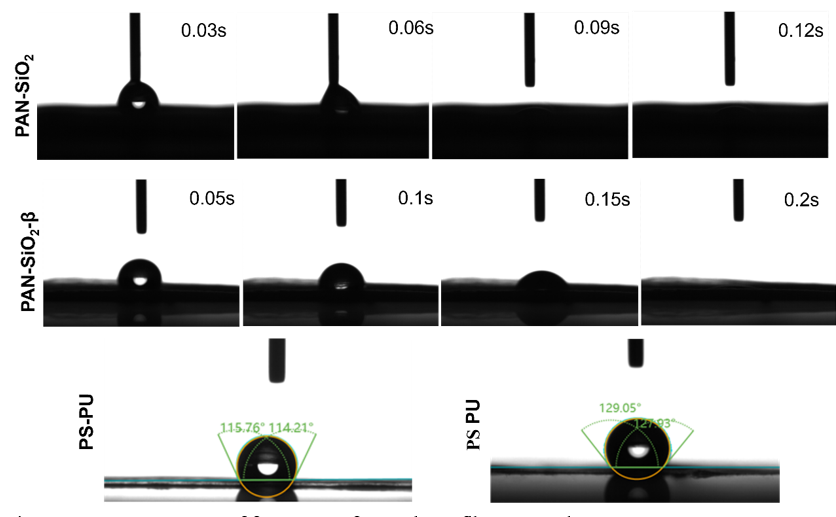 PAN-SiO₂
0.03s
0.06s
0.09s
0.12s
PAN-SiO₂-β
0.05s
0.1s
0.15s
0.2s
PS-PU
115.76° 114.21°
PS PU
129.05°
127.93°